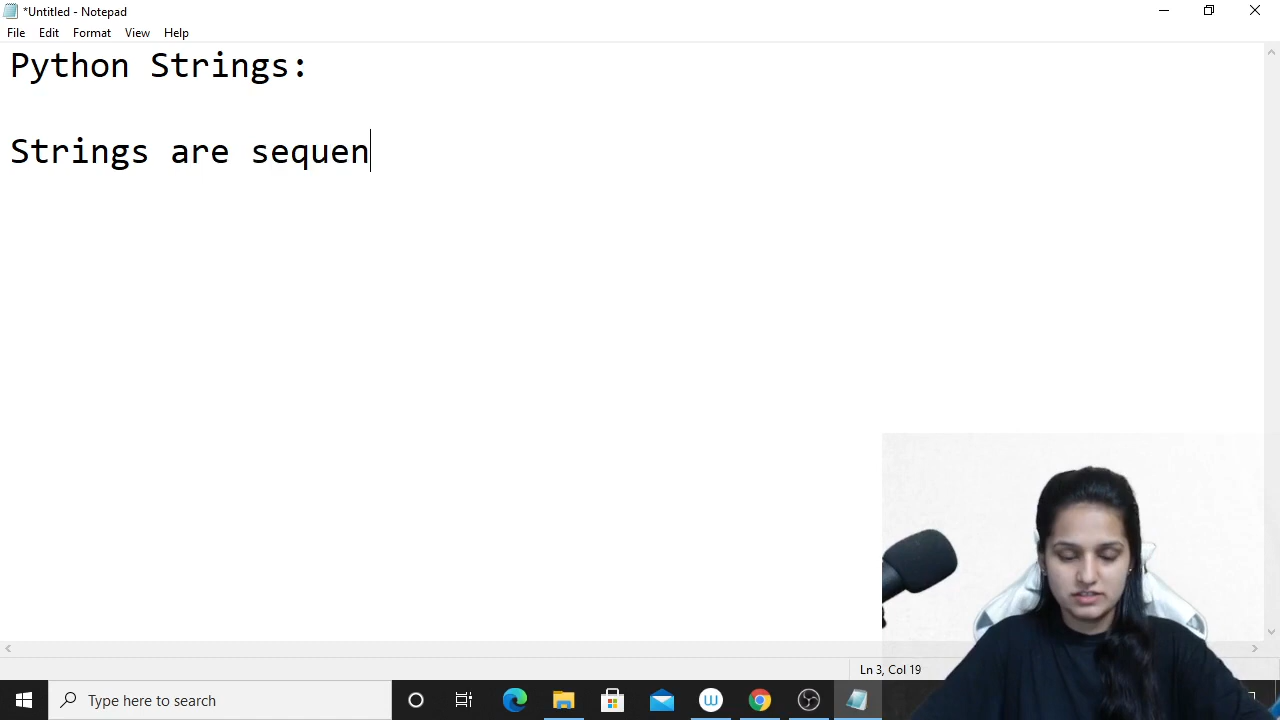 *Untitled - Notepad
File Edit Format View Help
Python Strings:
Strings are sequen
Ln 3, Col 19
Type here to search